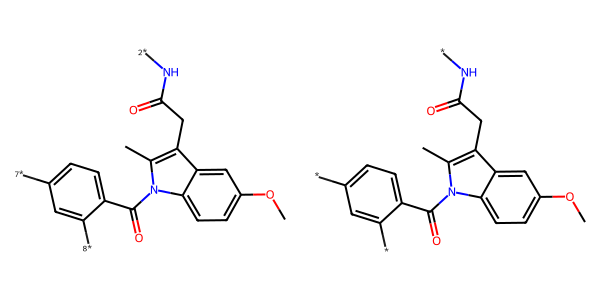 2* *
NH NH
O O
7* N O * N O
O O
8* *